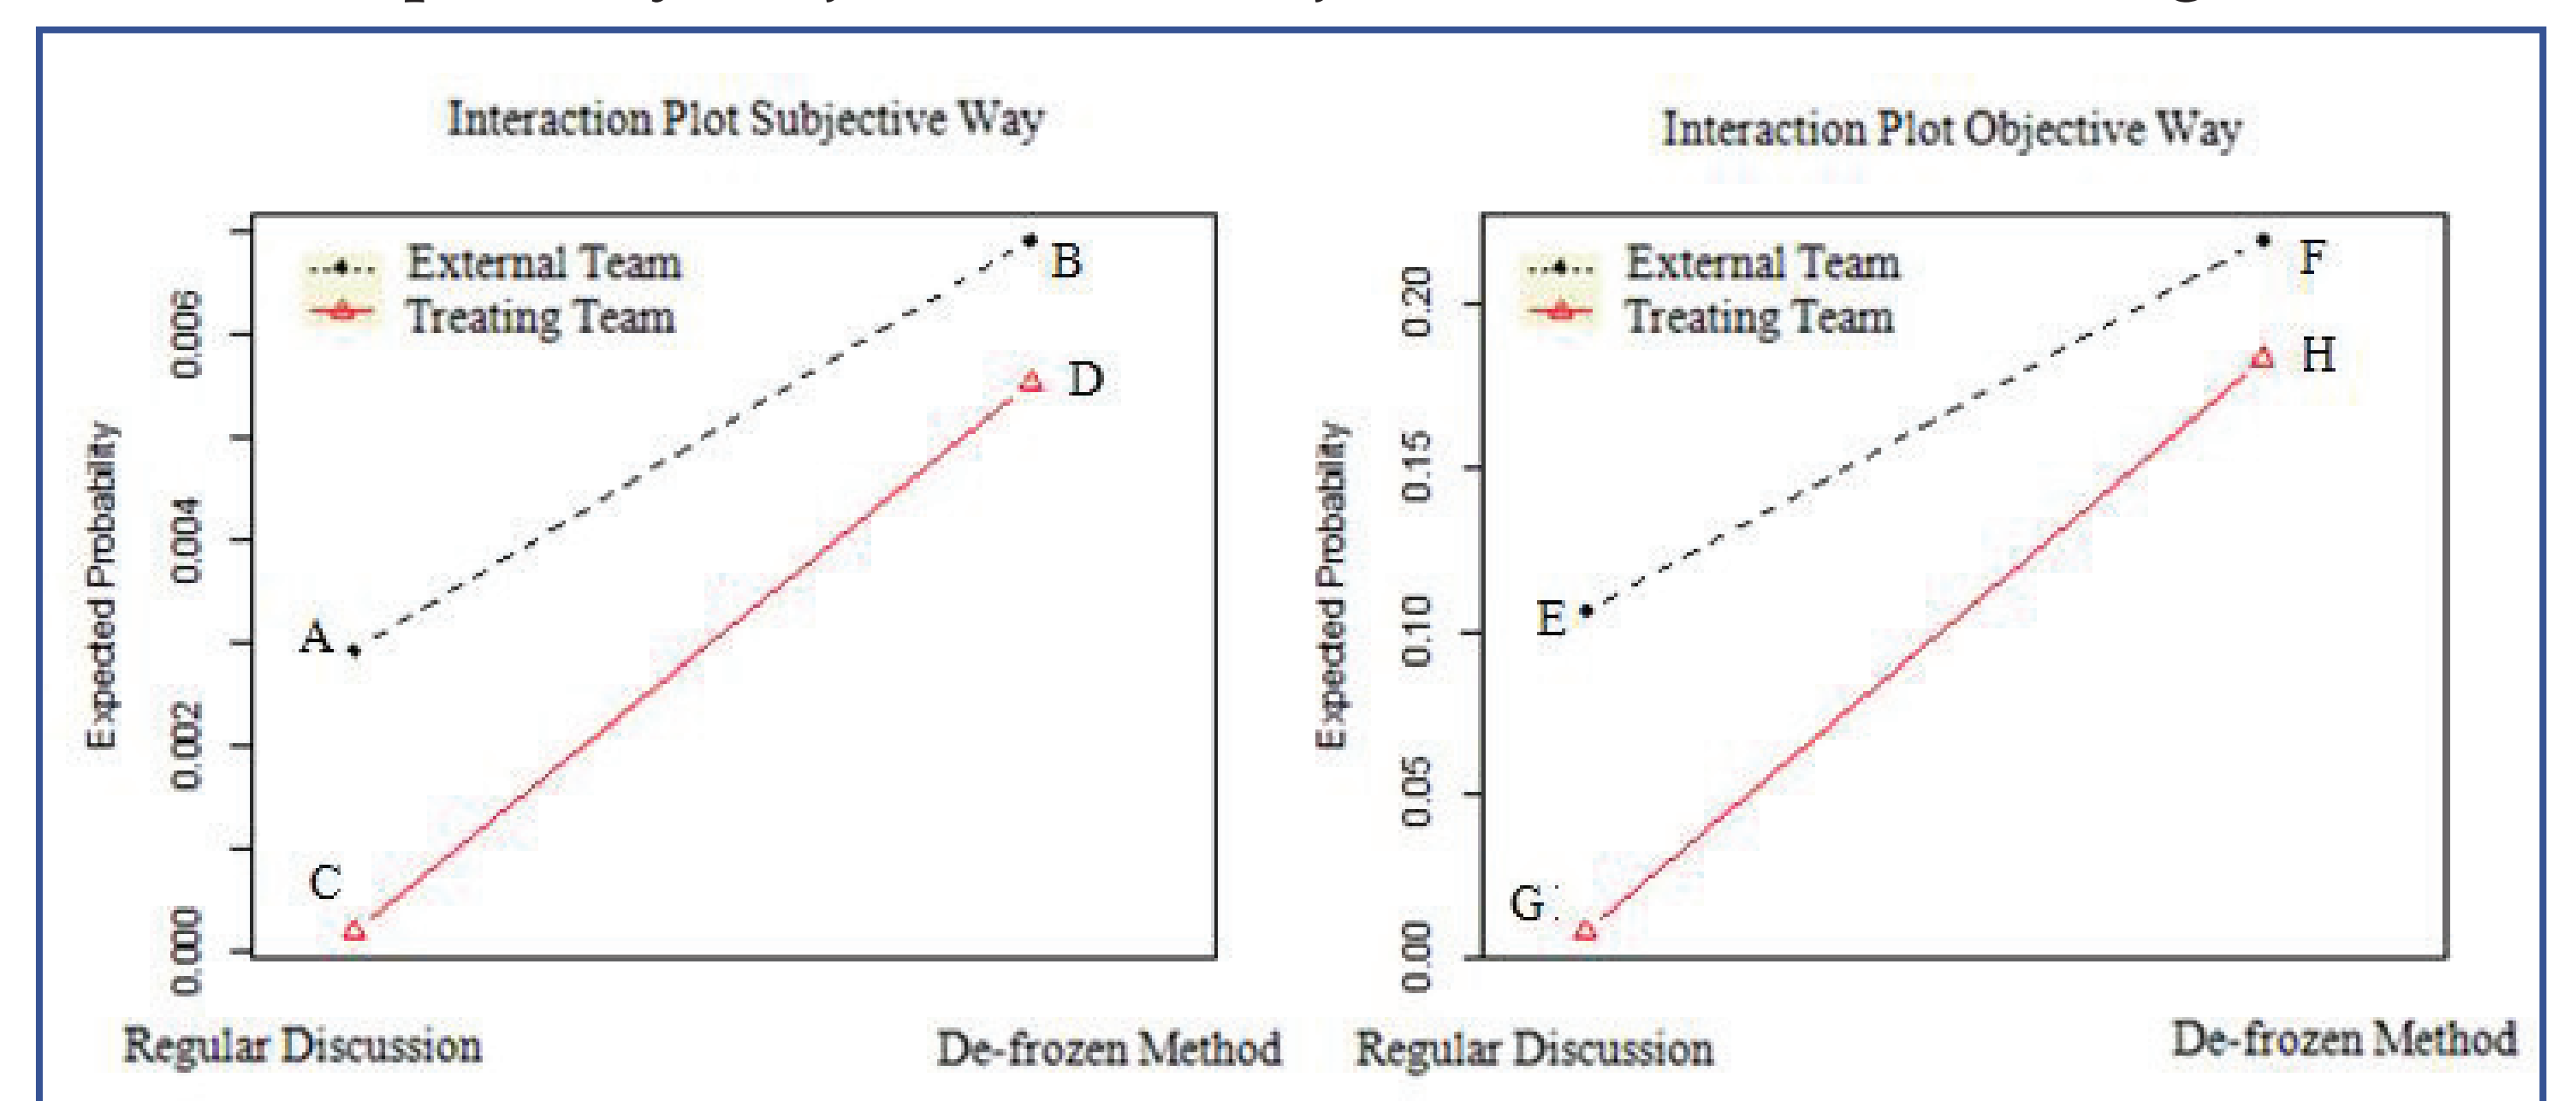 Interaction Plot Subjective Way
External Team
Treating Team
A
B
C
D
Expected Probability
0.006
0.004
0.002
0.000
Regular Discussion
De-frozen Method
Interaction Plot Objective Way
External Team
Treating Team
E
F
G
H
Expected Probability
0.20
0.15
0.10
0.05
0.00
Regular Discussion
De-frozen Method